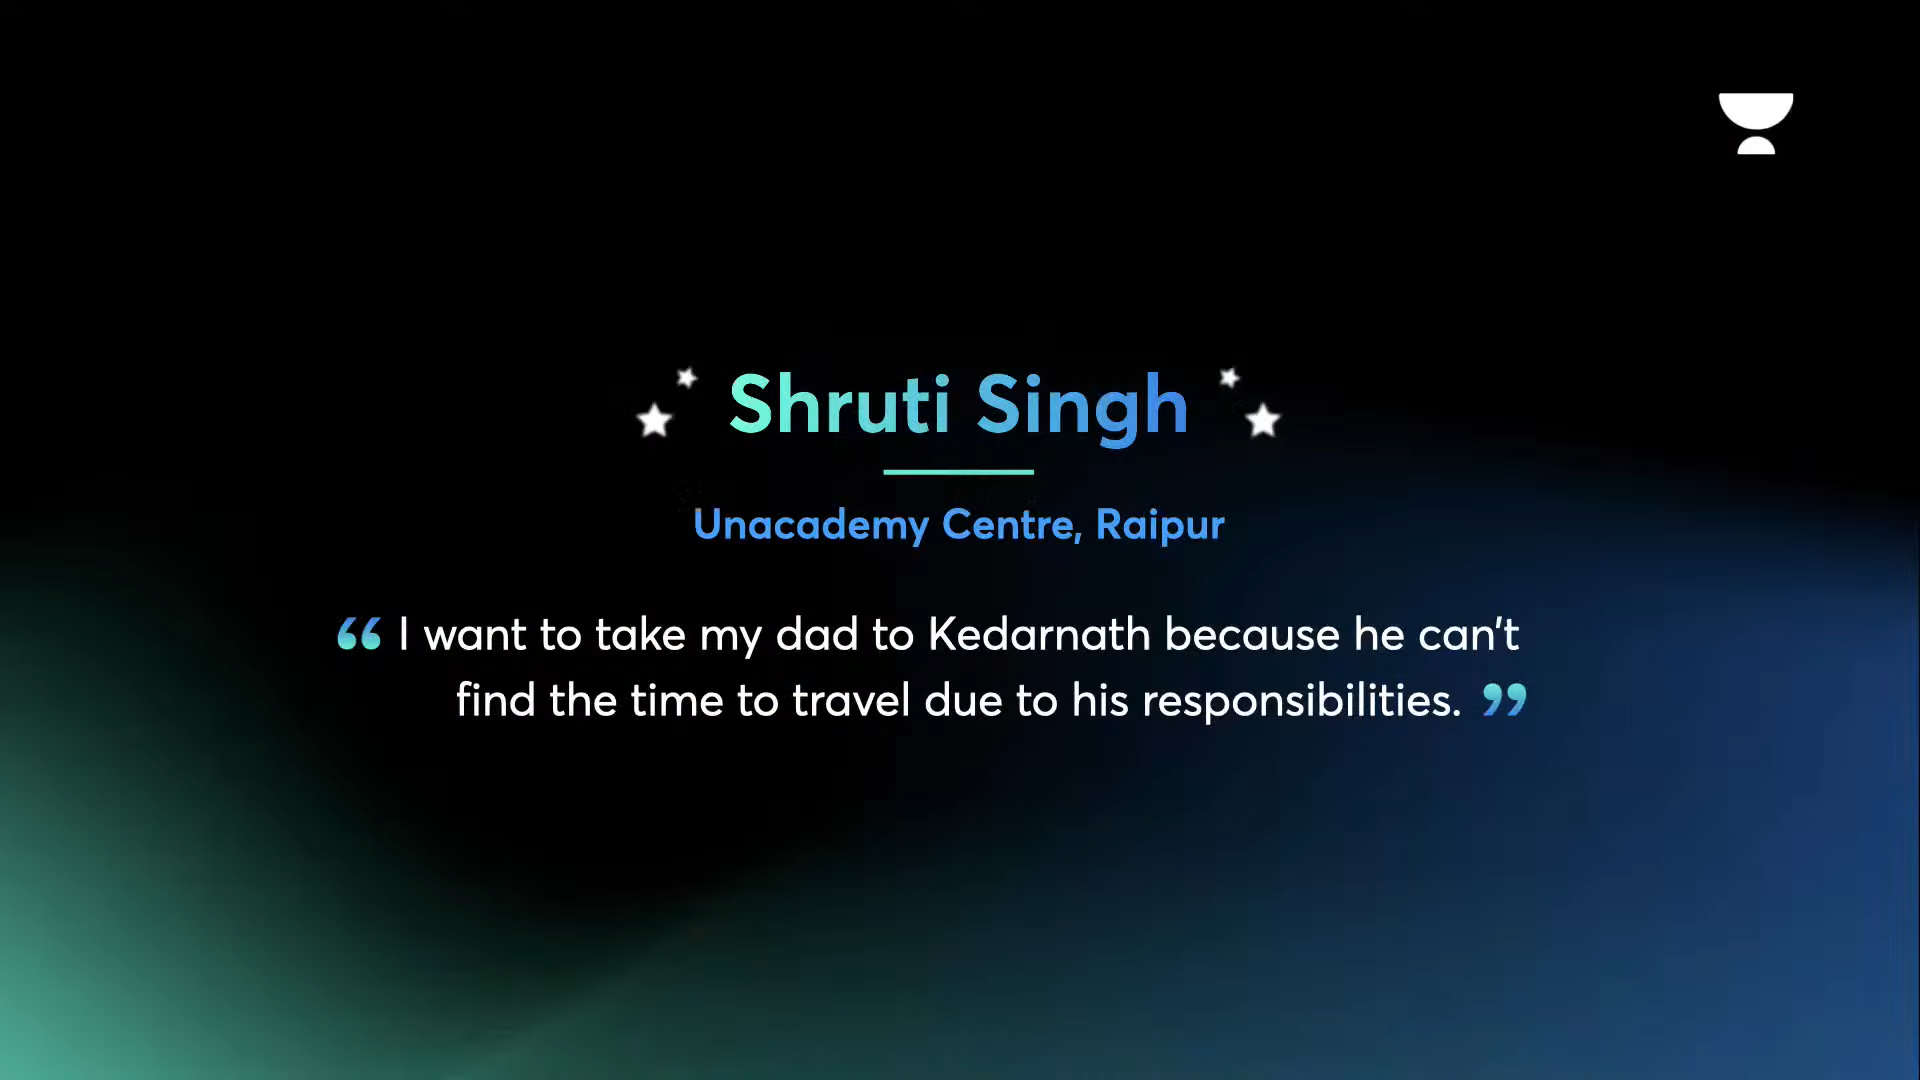 Shruti Singh
Unacademy Centre, Raipur
“ I want to take my dad to Kedarnath because he can't
find the time to travel due to his responsibilities. ”